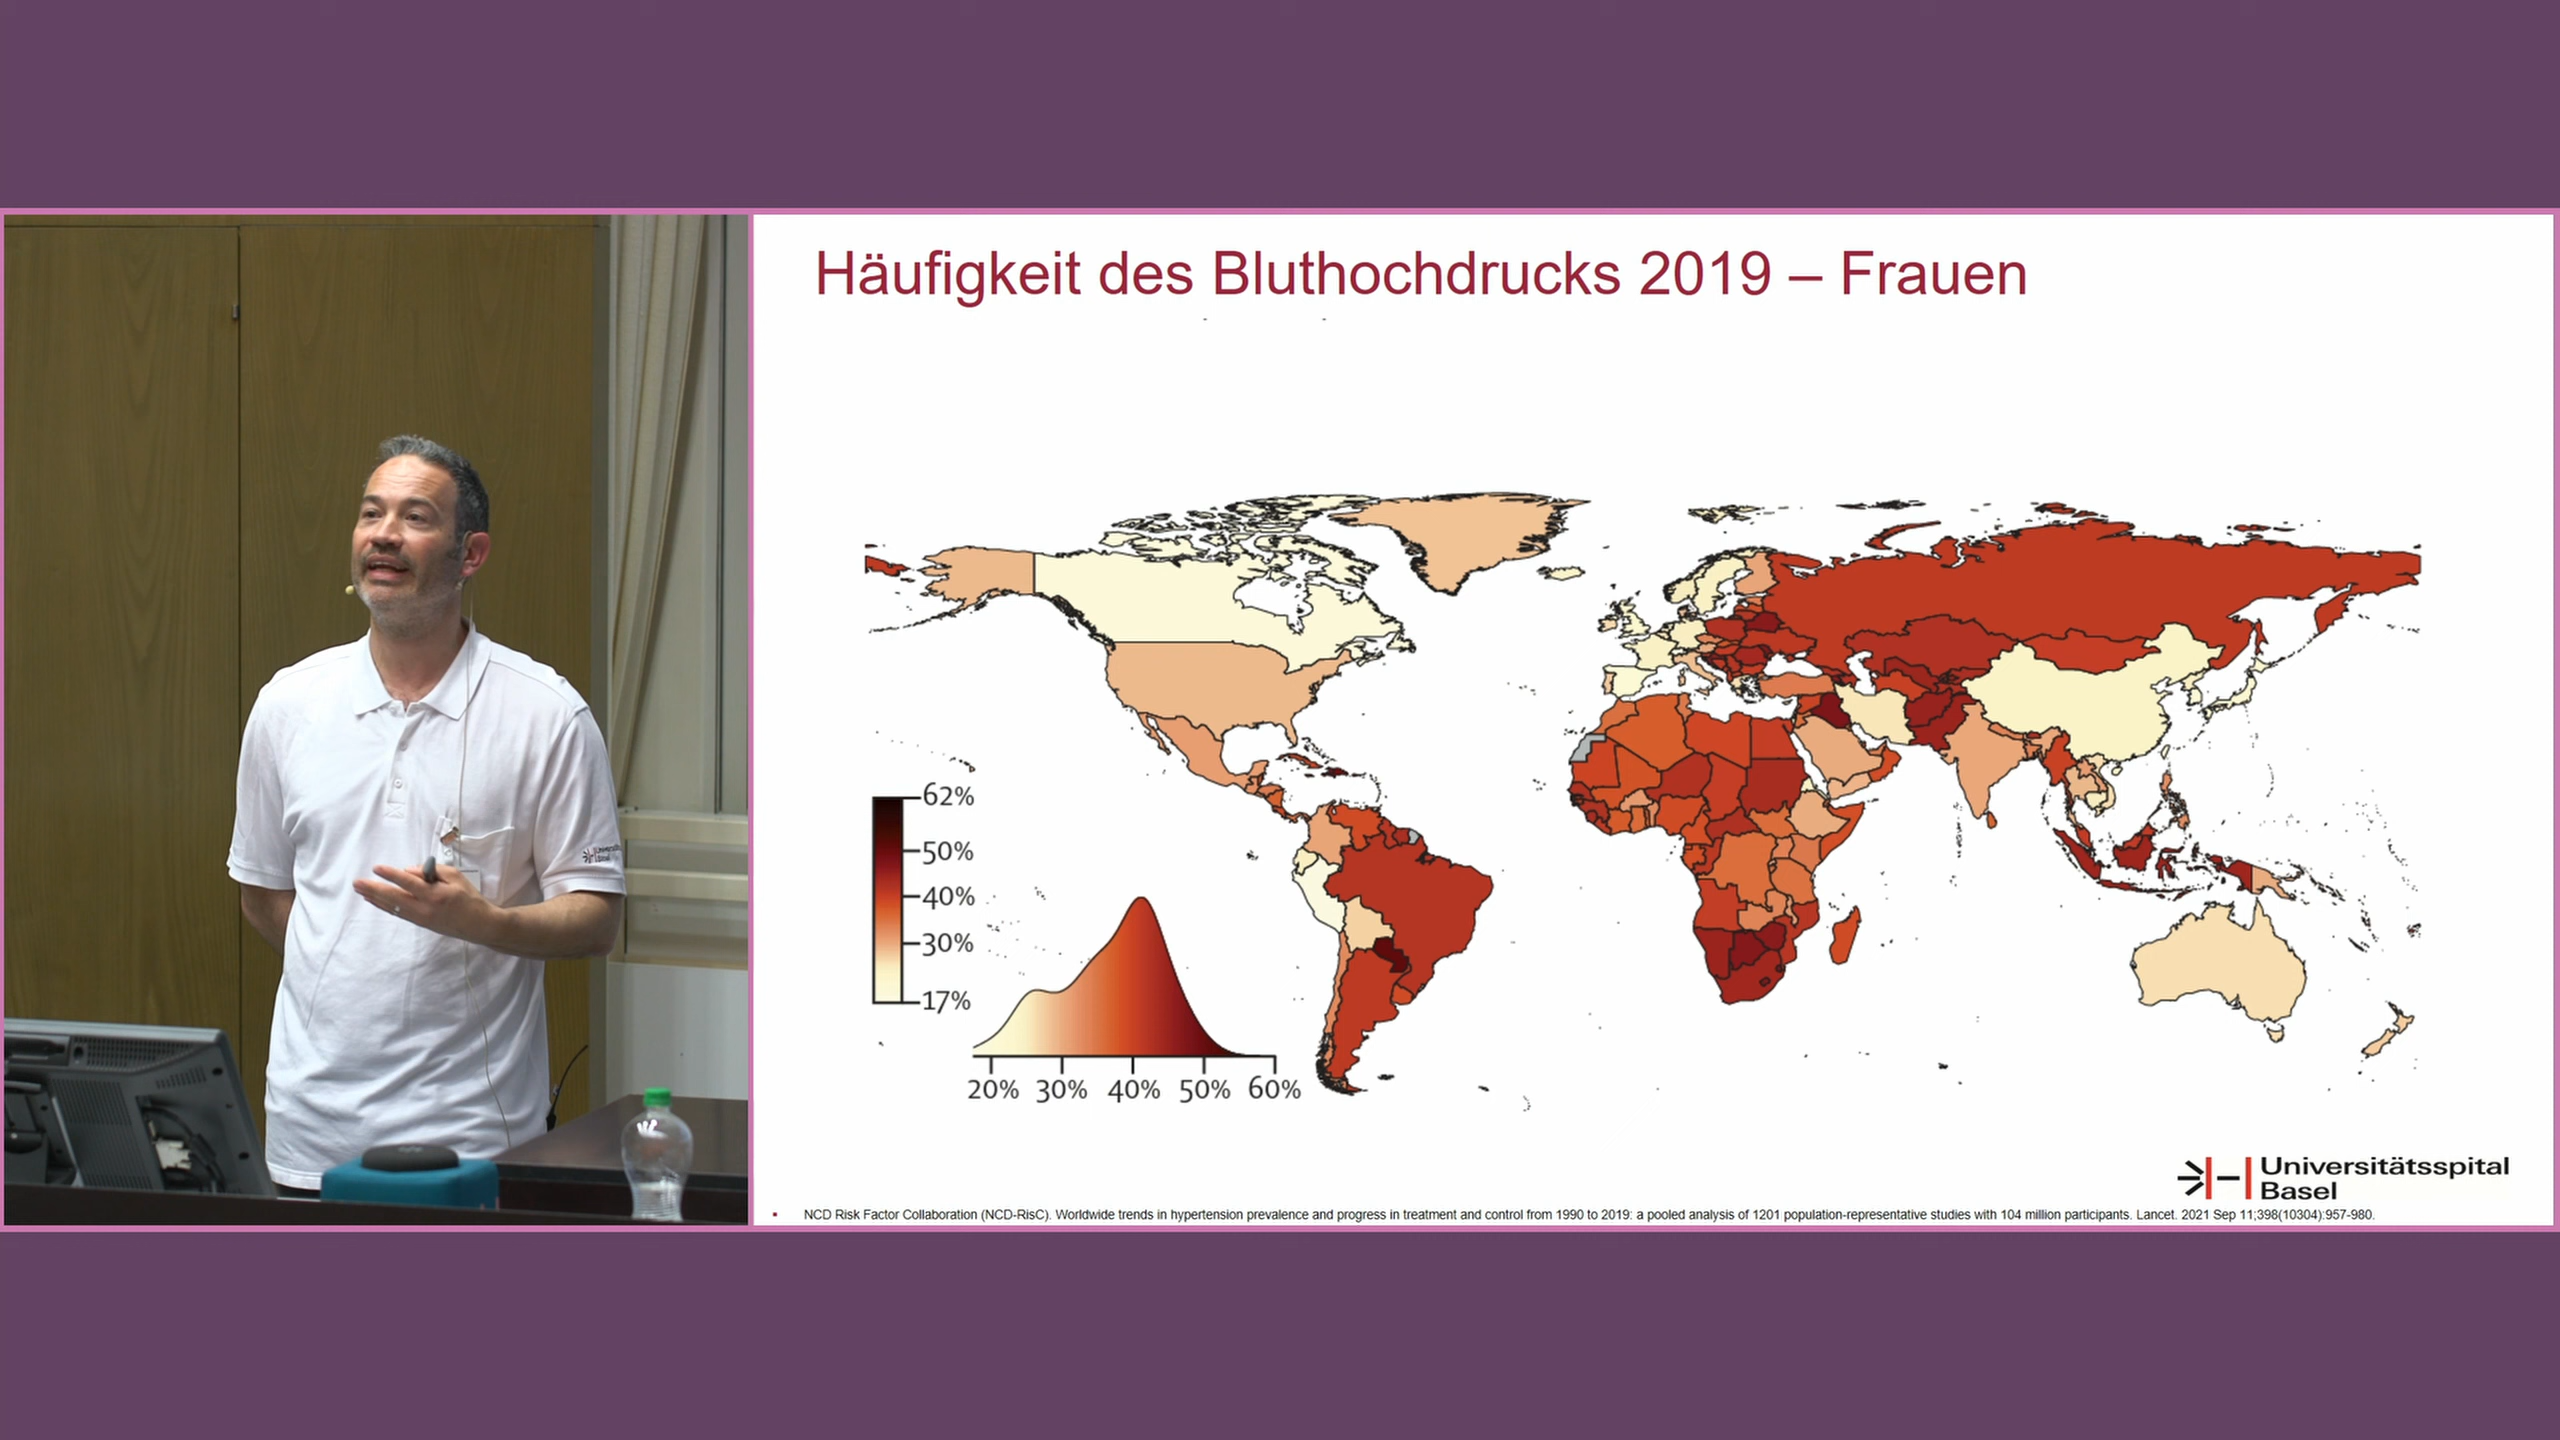 Häufigkeit des Bluthochdrucks 2019 – Frauen
62%
50%
40%
30%
17%
20% 30% 40% 50% 60%
Universitätsspital
Basel
NCD Risk Factor Collaboration (NCD-RisC). Worldwide trends in hypertension prevalence and progress in treatment and control from 1990 to 2019: a pooled analysis of 1201 population-representative studies with 104 million participants. Lancet. 2021 Sep 11;398(10304):957-980.